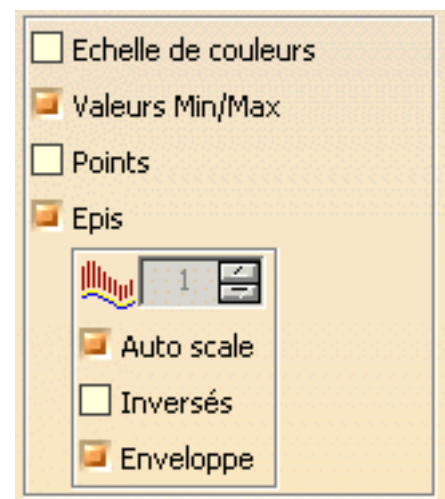 Echelle de couleurs
Valeurs Min/Max
Points
Epis
1
Auto scale
Inversés
Enveloppe